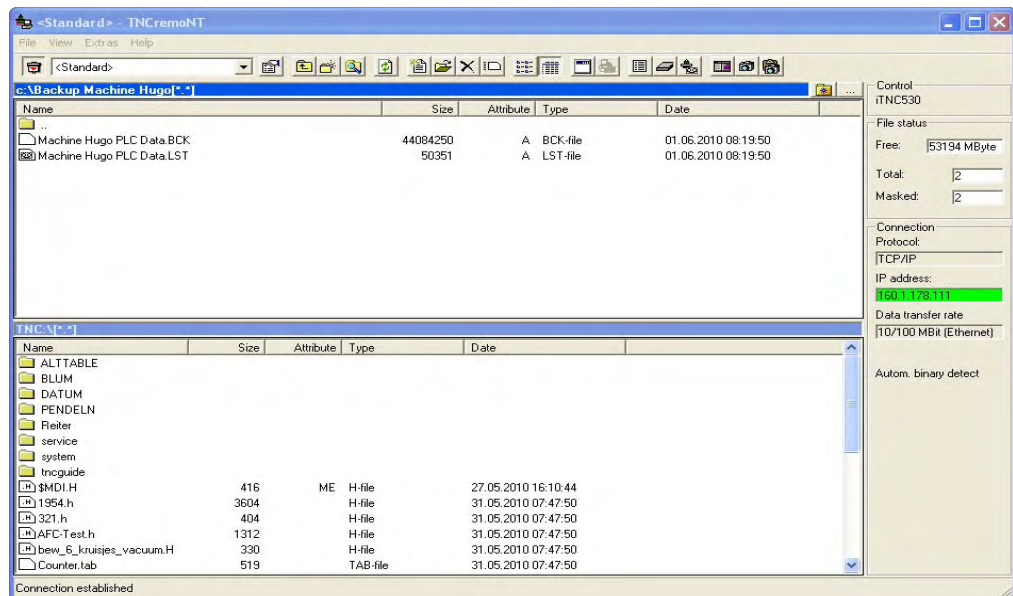 <Standard> - TNCremoNT
File View Extras Help
<Standard>
c:\Backup Machine Hugo[*.*]
...
Name Size Attribute Type Date
..
Machine Hugo PLC Data.BCK 44084250 A BCK-file 01.06.2010 08:19:50
Machine Hugo PLC Data.LST 50351 A LST-file 01.06.2010 08:19:50
TNC:\[*.*]
Name Size Attribute Type Date
ALTTABLE
BLUM
DATUM
PENDELN
Reiter
service
system
tncguide
$MDI.H 416 ME H-file 27.05.2010 16:10:44
1954.h 3604 H-file 31.05.2010 07:47:50
321.h 404 H-file 31.05.2010 07:47:50
AFC-Test.h 1312 H-file 31.05.2010 07:47:50
bew_6_kruisjes_vacuum.H 330 H-file 31.05.2010 07:47:50
Counter.tab 519 TAB-file 31.05.2010 07:47:50
Control
iTNC530
File status
Free: 53194 MByte
Total: 2
Masked: 2
Connection
Protocol:
TCP/IP
IP address:
160.1.178.111
Data transfer rate
10/100 MBit (Ethernet)
Autom. binary detect
Connection established